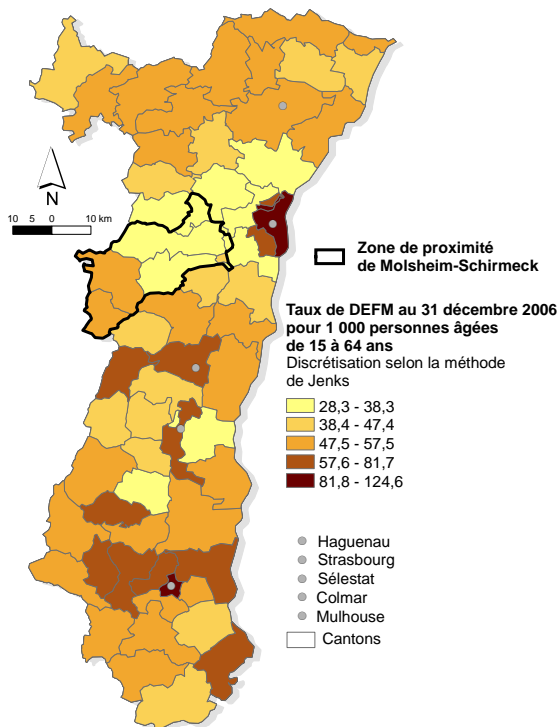 N
10 5 0 10 km
Zone de proximité
de Molsheim-Schirmeck
Taux de DEFM au 31 décembre 2006
pour 1 000 personnes âgées
de 15 à 64 ans
Discrétisation selon la méthode
de Jenks
28,3 - 38,3
38,4 - 47,4
47,5 - 57,5
57,6 - 81,7
81,8 - 124,6
Haguenau
Strasbourg
Sélestat
Colmar
Mulhouse
Cantons